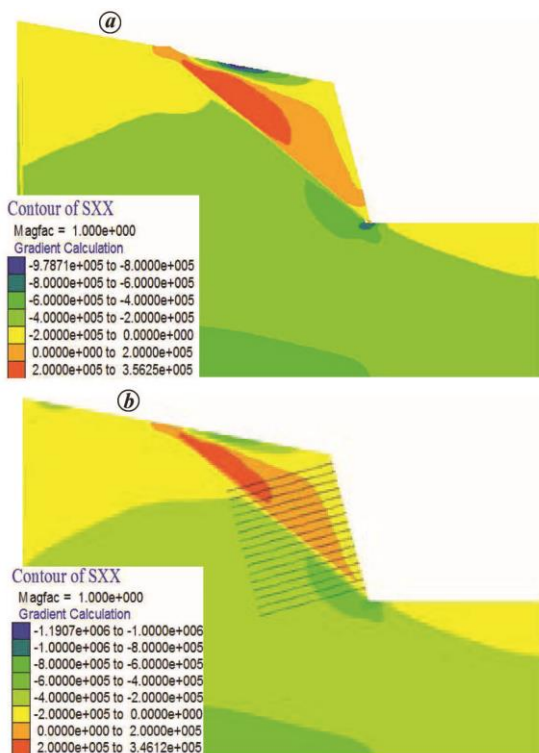 a
Contour of SXX
Magfac = 1.000e+000
Gradient Calculation
-9.7871e+005 to -8.0000e+005
-8.0000e+005 to -6.0000e+005
-6.0000e+005 to -4.0000e+005
-4.0000e+005 to -2.0000e+005
-2.0000e+005 to 0.0000e+000
0.0000e+000 to 2.0000e+005
2.0000e+005 to 3.5625e+005
b
Contour of SXX
Magfac = 1.000e+000
Gradient Calculation
-1.1907e+006 to -1.0000e+006
-1.0000e+006 to -8.0000e+005
-8.0000e+005 to -6.0000e+005
-6.0000e+005 to -4.0000e+005
-4.0000e+005 to -2.0000e+005
-2.0000e+005 to 0.0000e+000
0.0000e+000 to 2.0000e+005
2.0000e+005 to 3.4612e+005